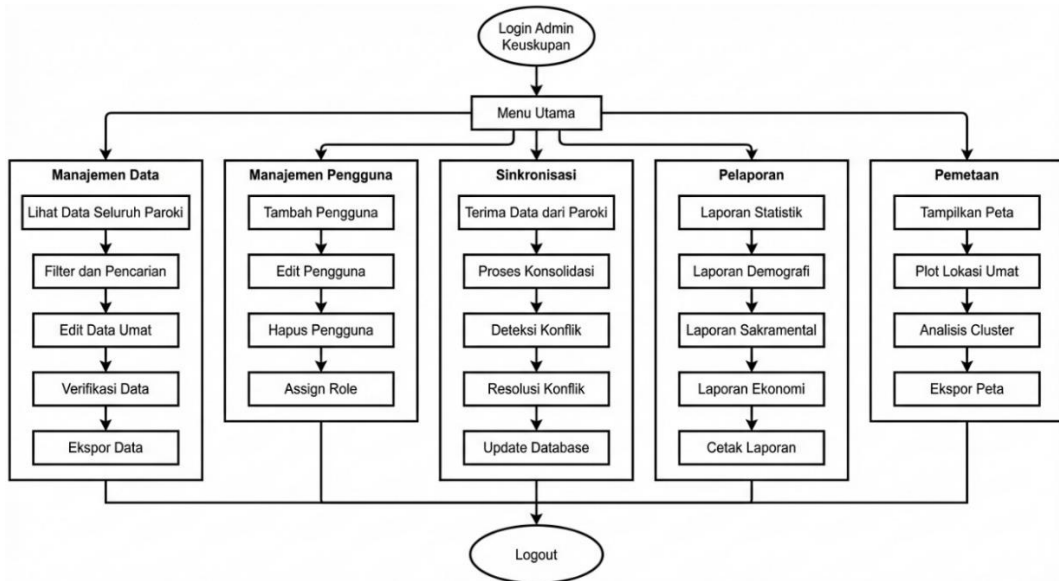 Login Admin
Keuskupan
Menu Utama
Manajemen Data
Lihat Data Seluruh Paroki
Filter dan Pencarian
Edit Data Umat
Verifikasi Data
Ekspor Data
Manajemen Pengguna
Tambah Pengguna
Edit Pengguna
Hapus Pengguna
Assign Role
Sinkronisasi
Terima Data dari Paroki
Proses Konsolidasi
Deteksi Konflik
Resolusi Konflik
Update Database
Pelaporan
Laporan Statistik
Laporan Demografi
Laporan Sakramental
Laporan Ekonomi
Cetak Laporan
Pemetaan
Tampilkan Peta
Plot Lokasi Umat
Analisis Cluster
Ekspor Peta
Logout